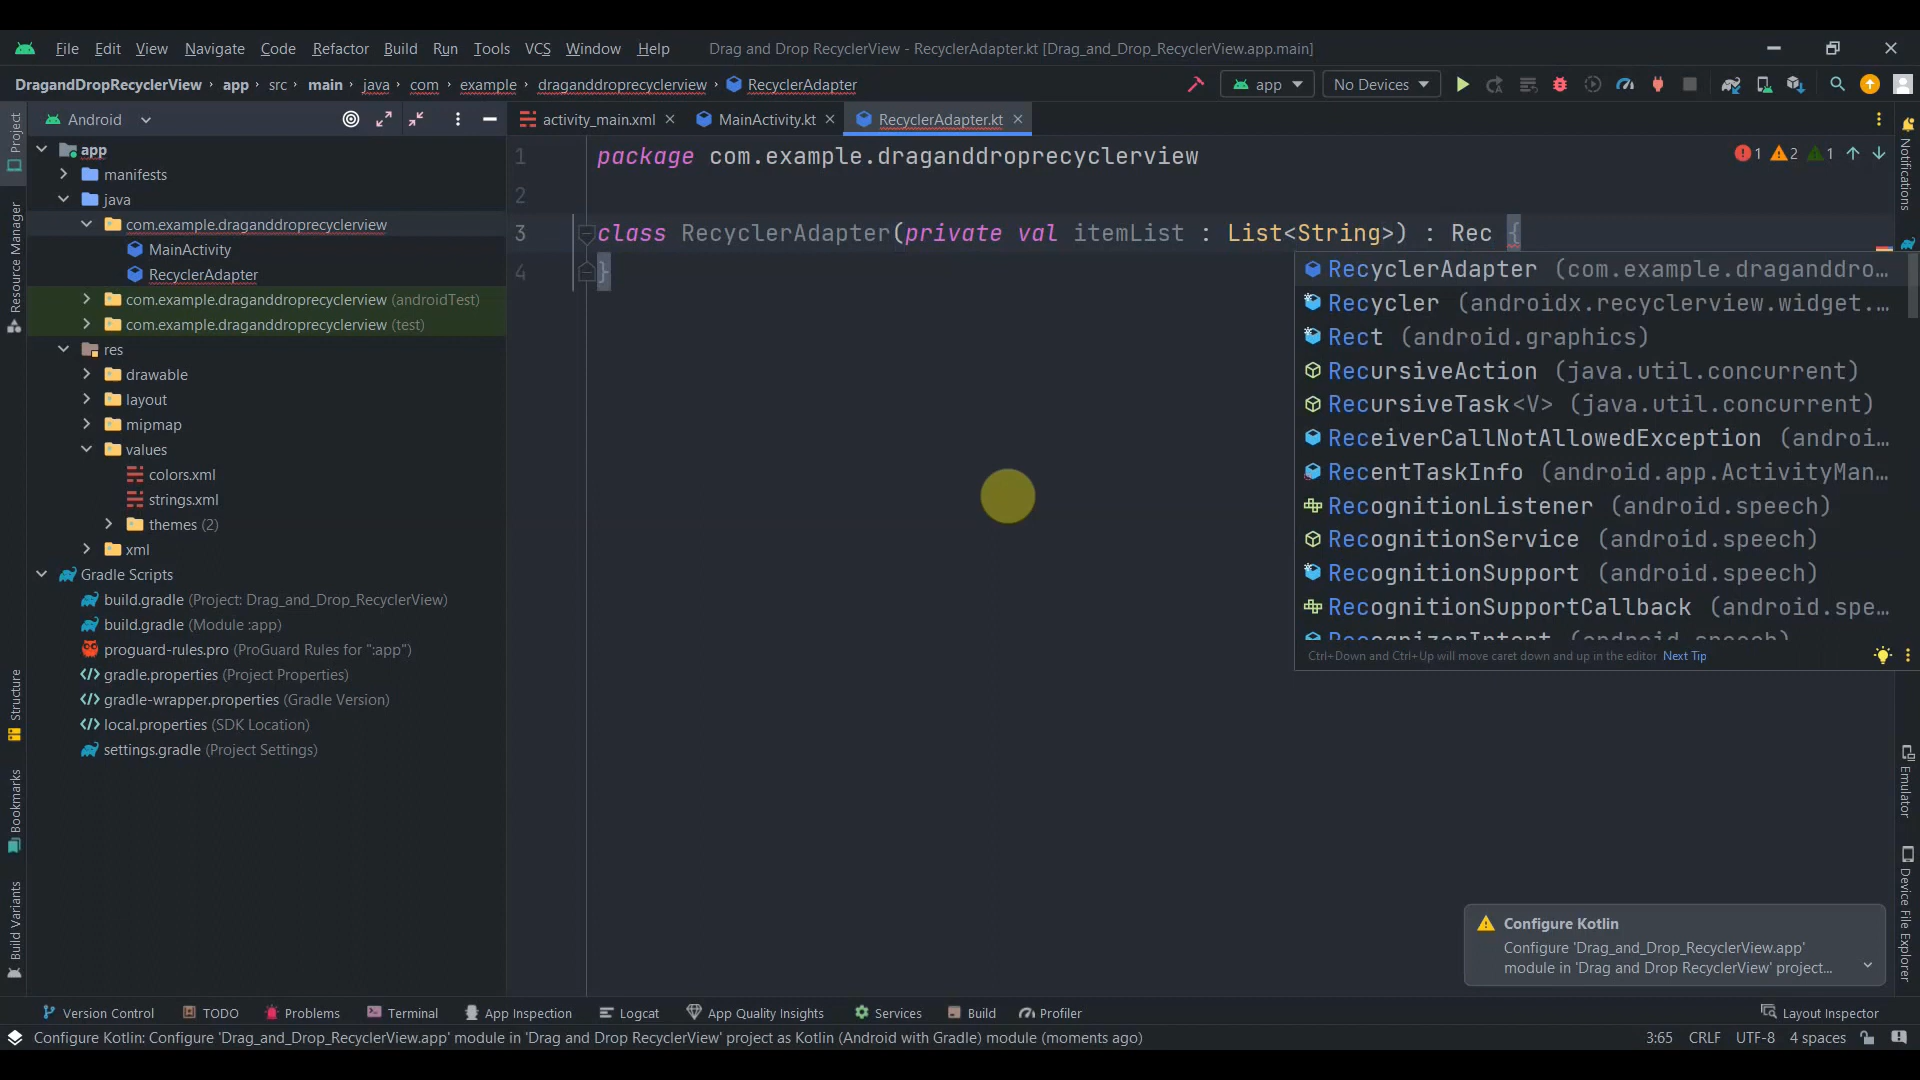 File Edit View Navigate Code Refactor Build Run Tools VCS Window Help Drag and Drop RecyclerView - RecyclerAdapter.kt [Drag_and_Drop_RecyclerView.app.main]
DragandDropRecyclerView app src main java com example draganddroprecyclerview RecyclerAdapter app No Devices
Android activity_main.xml MainActivity.kt RecyclerAdapter.kt
Project
Resource Manager
Structure
Bookmarks
Build Variants
app
manifests
java
com.example.draganddroprecyclerview
MainActivity
RecyclerAdapter
com.example.draganddroprecyclerview (androidTest)
com.example.draganddroprecyclerview (test)
res
drawable
layout
mipmap
values
colors.xml
strings.xml
themes (2)
xml
Gradle Scripts
build.gradle (Project: Drag_and_Drop_RecyclerView)
build.gradle (Module :app)
proguard-rules.pro (ProGuard Rules for ":app")
gradle.properties (Project Properties)
gradle-wrapper.properties (Gradle Version)
local.properties (SDK Location)
settings.gradle (Project Settings)
1 package com.example.draganddroprecyclerview
2
3 class RecyclerAdapter(private val itemList : List<String>) : Rec {
4 }
1 2 1
RecyclerAdapter (com.example.draganddro...
Recycler (androidx.recyclerview.widget....
Rect (android.graphics)
RecursiveAction (java.util.concurrent)
RecursiveTask<V> (java.util.concurrent)
ReceiverCallNotAllowedException (androi...
RecentTaskInfo (android.app.ActivityMan...
RecognitionListener (android.speech)
RecognitionService (android.speech)
RecognitionSupport (android.speech)
RecognitionSupportCallback (android.spe...
RecognizerIntent (android.speech)
Ctrl+Down and Ctrl+Up will move caret down and up in the editor Next Tip
Notifications
Emulator
Device File Explorer
Configure Kotlin
Configure 'Drag_and_Drop_RecyclerView.app'
module in 'Drag and Drop RecyclerView' project...
Version Control TODO Problems Terminal App Inspection Logcat App Quality Insights Services Build Profiler Layout Inspector
Configure Kotlin: Configure 'Drag_and_Drop_RecyclerView.app' module in 'Drag and Drop RecyclerView' project as Kotlin (Android with Gradle) module (moments ago) 3:65 CRLF UTF-8 4 spaces